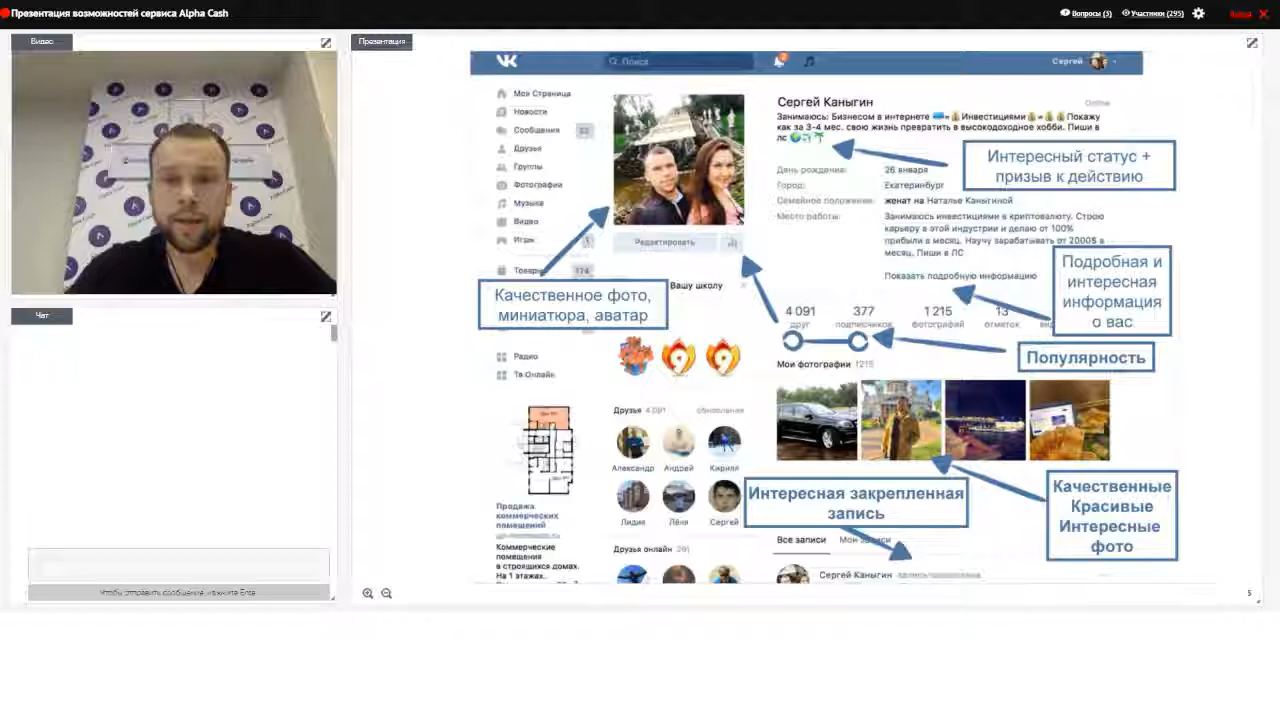 Презентация возможностей сервиса Alpha Cash
Вопросы (3)
Участники (295)
Видео
Чат
Чтобы отправить сообщение, нажмите Enter
Презентация
Поиск
Сергей
Моя Страница
Новости
Сообщения
Друзья
Группы
Фотографии
Музыка
Видео
Игры
1
Товары
174
Радио
Тв Онлайн
Продажа
коммерческих
помещений
Коммерческие
помещения
в строящихся домах.
На 1 этажах.
Редактировать
Вашу школу
Друзья 4 091
обновления
Александр
Андрей
Кирилл
Лидия
Лёня
Сергей
Друзья онлайн 291
Сергей Каныгин
Online
Занимаюсь: Бизнесом в интернете = Инвестициями = Покажу
как за 3-4 мес. свою жизнь превратить в высокодоходное хобби. Пиши в
лс
День рождения: 26 января
Город: Екатеринбург
Семейное положение: женат на Наталье Каныгиной
Место работы: Занимаюсь инвестициями в криптовалюту. Строю
карьеру в этой индустрии и делаю от 100%
прибыли в месяц. Научу зарабатывать от 2000$ в
месяц. Пиши в ЛС
Показать подробную информацию
4 091
друг
377
подписчиков
1 215
фотографий
13
отметок
Мои фотографии 1215
Все записи
Мои записи
Сергей Каныгин
Интересный статус +
призыв к действию
Качественное фото,
миниатюра, аватар
Подробная и
интересная
информация
о вас
Популярность
Интересная закрепленная
запись
Качественные
Красивые
Интересные
фото
5